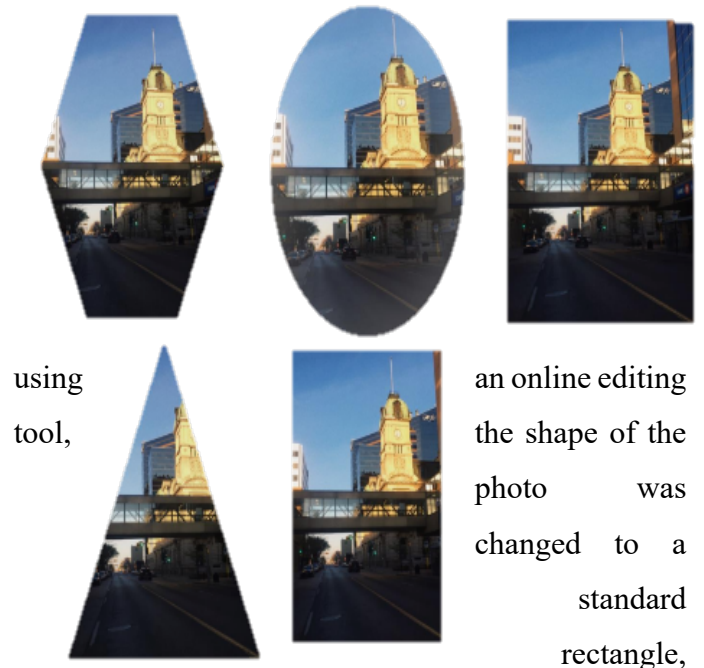 using an online editing
tool, the shape of the
photo was
changed to a
standard
rectangle,